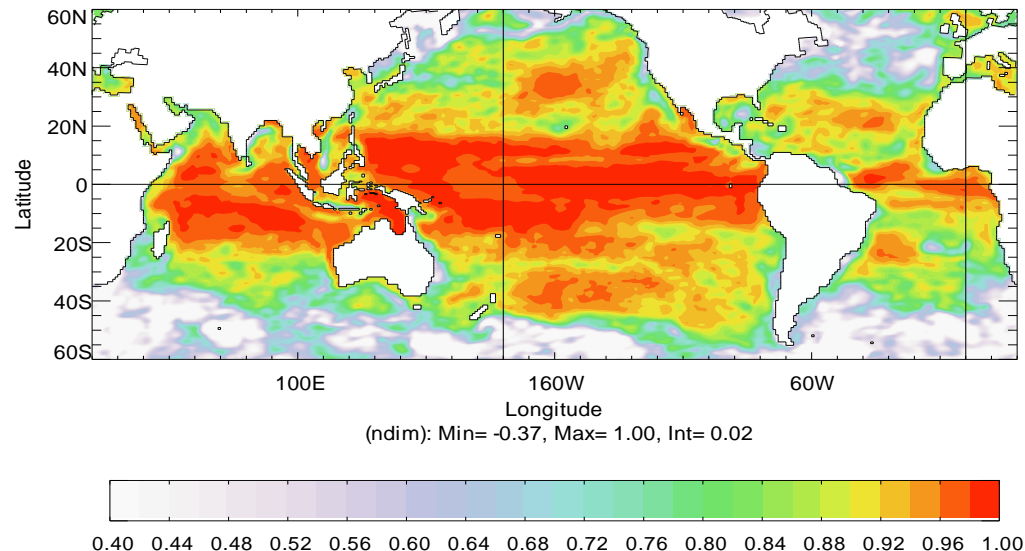 60N
40N
20N
0
20S
40S
60S
Latitude
100E 160W 60W
Longitude
(ndim): Min= -0.37, Max= 1.00, Int= 0.02
0.40 0.44 0.48 0.52 0.56 0.60 0.64 0.68 0.72 0.76 0.80 0.84 0.88 0.92 0.96 1.00